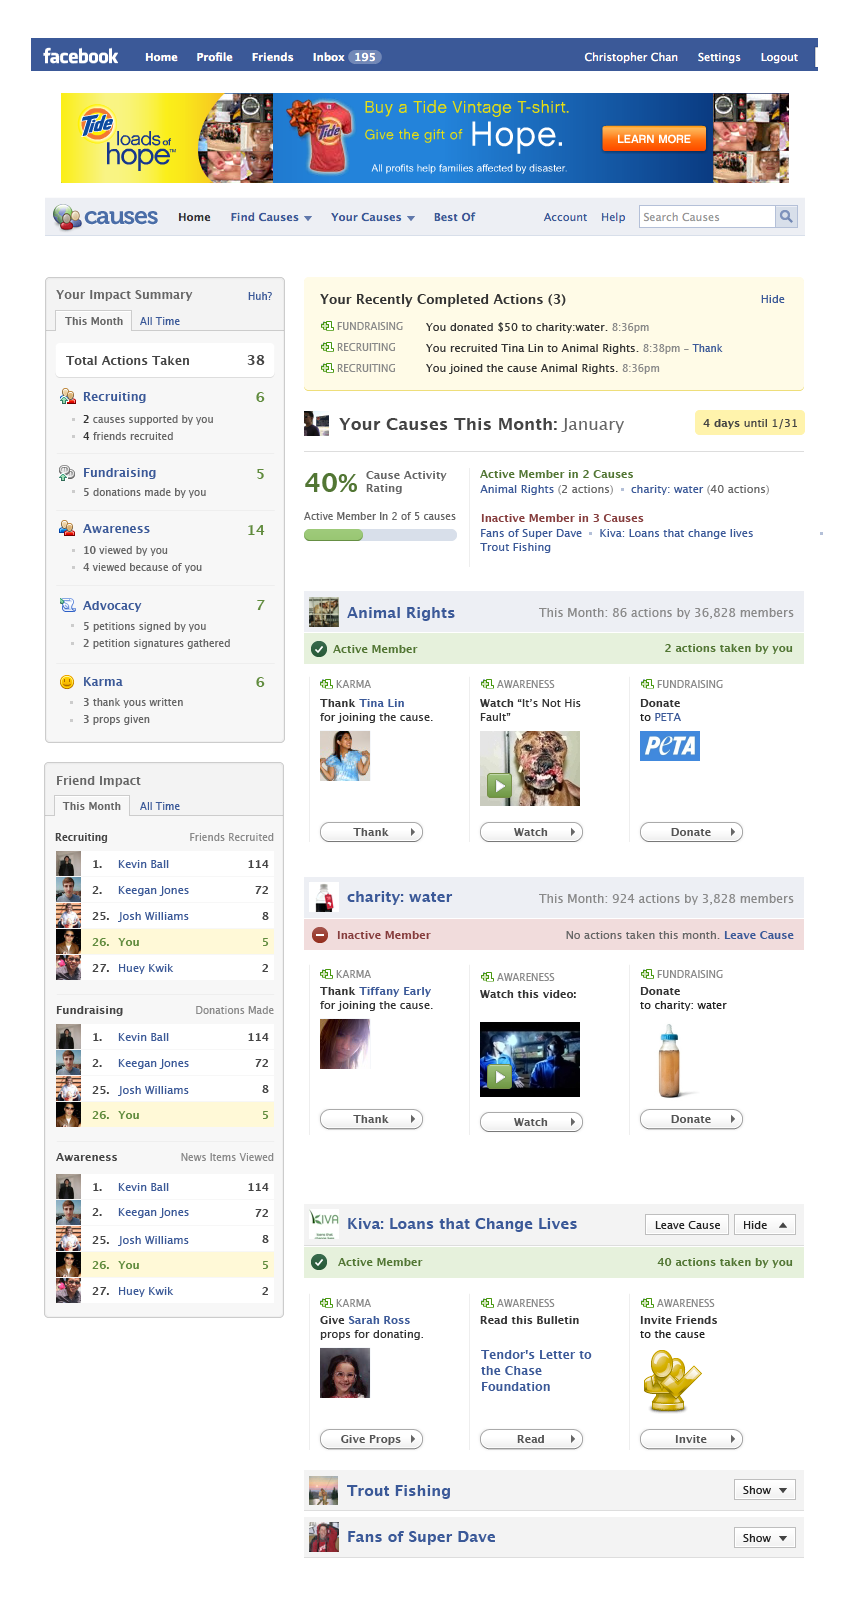 facebook Home Profile Friends Inbox 195 Christopher Chan Settings Logout
Tide loads of hope™
Buy a Tide Vintage T-shirt.
Give the gift of Hope.
All profits help families affected by disaster.
LEARN MORE
causes Home Find Causes Your Causes Best Of Account Help Search Causes
Your Impact Summary Huh?
This Month All Time
Total Actions Taken 38
Recruiting 6
2 causes supported by you
4 friends recruited
Fundraising 5
5 donations made by you
Awareness 14
10 viewed by you
4 viewed because of you
Advocacy 7
5 petitions signed by you
2 petition signatures gathered
Karma 6
3 thank yous written
3 props given
Friend Impact
This Month All Time
Recruiting Friends Recruited
1. Kevin Ball 114
2. Keegan Jones 72
25. Josh Williams 8
26. You 5
27. Huey Kwik 2
Fundraising Donations Made
1. Kevin Ball 114
2. Keegan Jones 72
25. Josh Williams 8
26. You 5
Awareness News Items Viewed
1. Kevin Ball 114
2. Keegan Jones 72
25. Josh Williams 8
26. You 5
27. Huey Kwik 2
Your Recently Completed Actions (3) Hide
FUNDRAISING You donated $50 to charity:water. 8:36pm
RECRUITING You recruited Tina Lin to Animal Rights. 8:38pm – Thank
RECRUITING You joined the cause Animal Rights. 8:36pm
Your Causes This Month: January 4 days until 1/31
40% Cause Activity Rating
Active Member In 2 of 5 causes
Active Member in 2 Causes
Animal Rights (2 actions) charity: water (40 actions)
Inactive Member in 3 Causes
Fans of Super Dave Kiva: Loans that change lives
Trout Fishing
Animal Rights This Month: 86 actions by 36,828 members
Active Member 2 actions taken by you
KARMA
Thank Tina Lin
for joining the cause.
Thank
AWARENESS
Watch “It’s Not His
Fault”
Watch
FUNDRAISING
Donate
to PETA
PETA
Donate
charity: water This Month: 924 actions by 3,828 members
Inactive Member No actions taken this month. Leave Cause
KARMA
Thank Tiffany Early
for joining the cause.
Thank
AWARENESS
Watch this video:
Watch
FUNDRAISING
Donate
to charity: water
Donate
KIVA
Kiva: Loans that Change Lives Leave Cause Hide
Active Member 40 actions taken by you
KARMA
Give Sarah Ross
props for donating.
Give Props
AWARENESS
Read this Bulletin
Tendor's Letter to
the Chase
Foundation
Read
AWARENESS
Invite Friends
to the cause
Invite
Trout Fishing Show
Fans of Super Dave Show